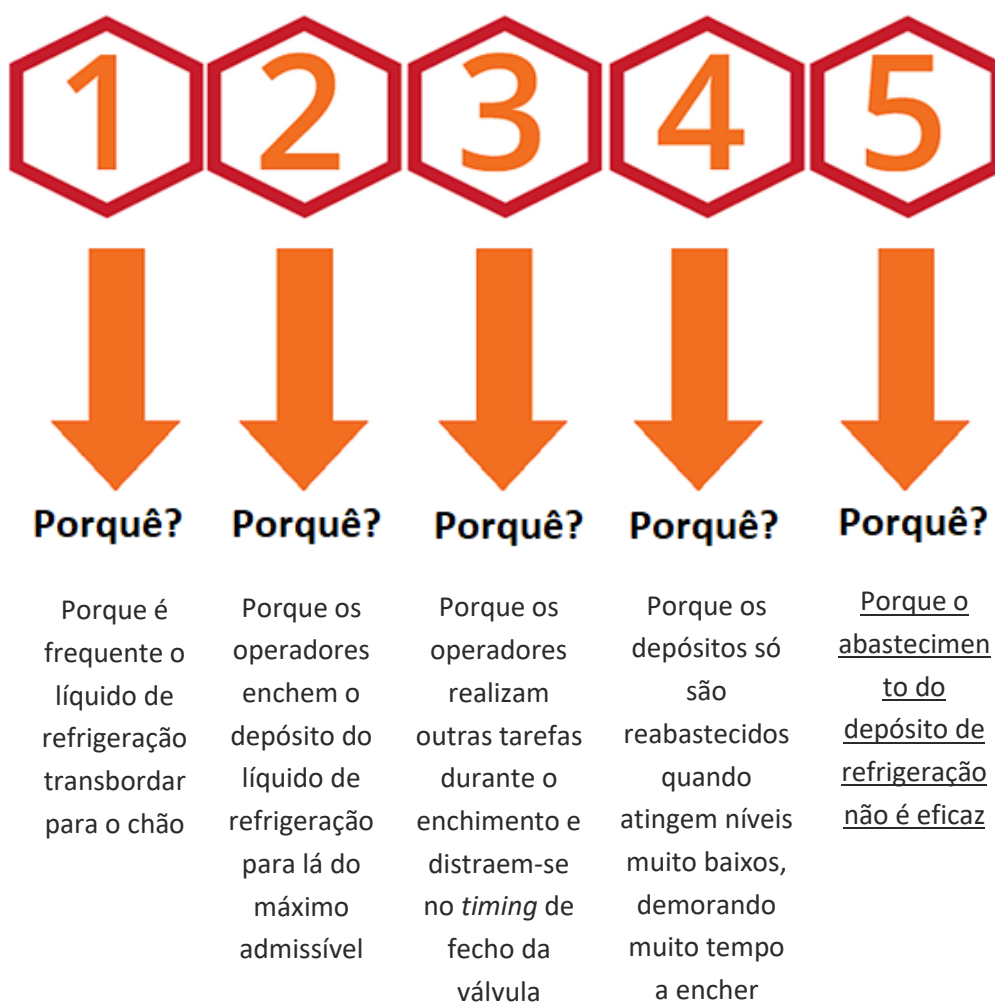 1
2
3
4
5
Porquê?
Porquê?
Porquê?
Porquê?
Porquê?
Porque é
frequente o
líquido de
refrigeração
transbordar
para o chão
Porque os
operadores
enchem o
depósito do
líquido de
refrigeração
para lá do
máximo
admissível
Porque os
operadores
realizam
outras tarefas
durante o
enchimento e
distraem-se
no timing de
fecho da
válvula
Porque os
depósitos só
são
reabastecidos
quando
atingem níveis
muito baixos,
demorando
muito tempo
a encher
Porque o
abastecimen
to do
depósito de
refrigeração
não é eficaz